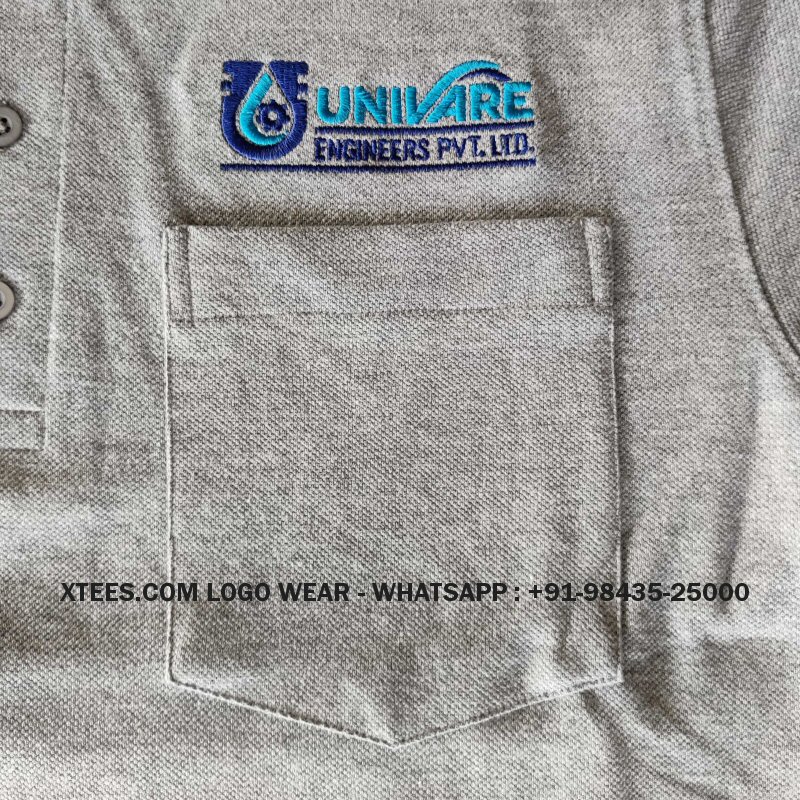 UNIVARE
ENGINEERS PVT. LTD.
XTEES.COM LOGO WEAR - WHATSAPP : +91-98435-25000